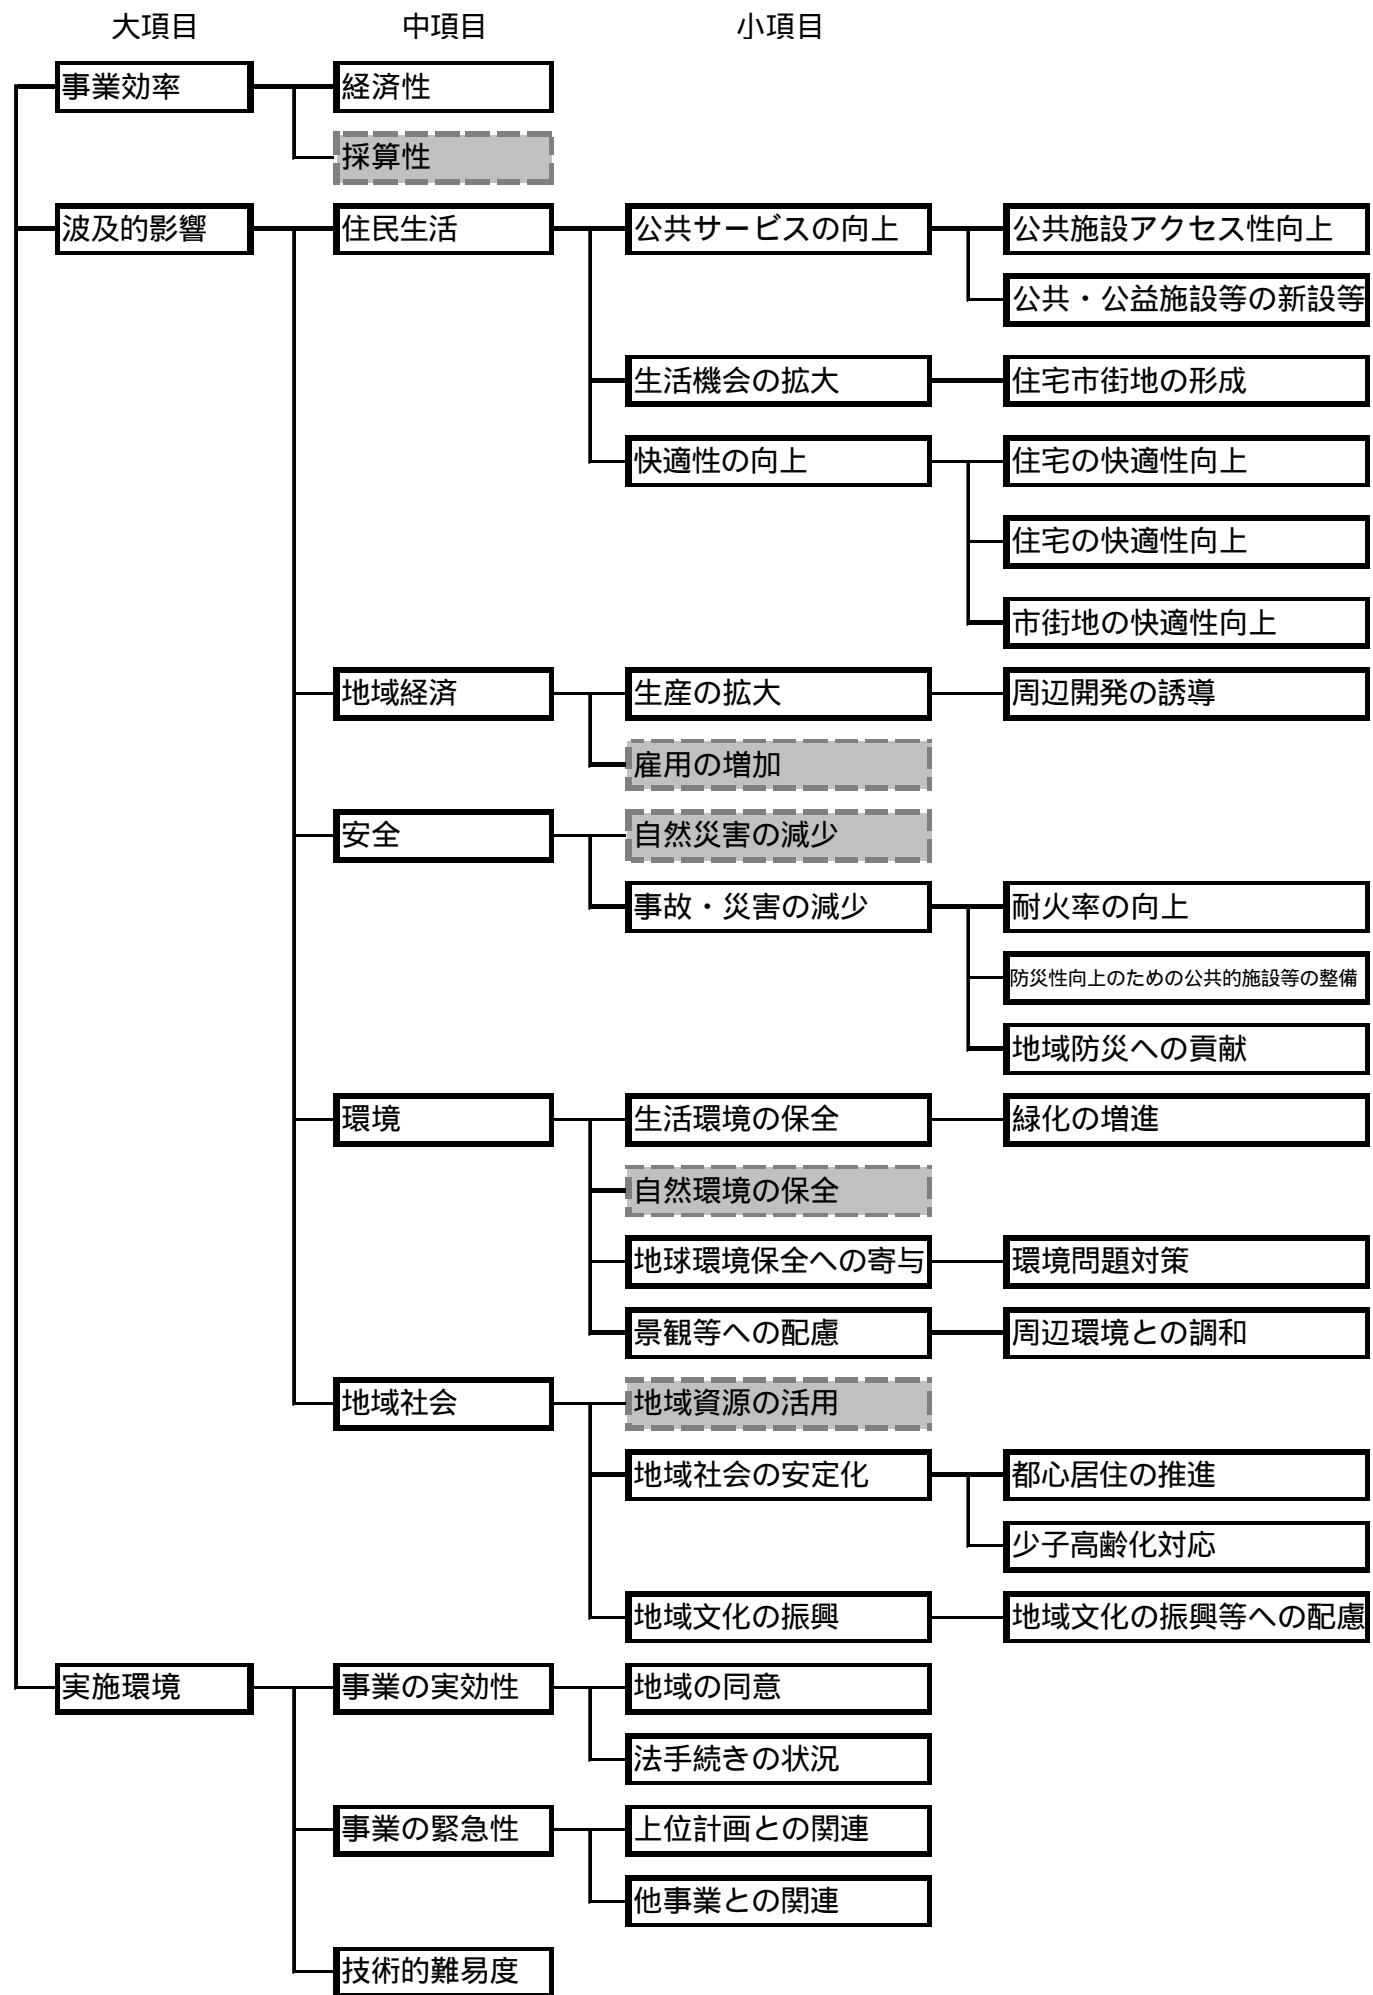 大項目 中項目 小項目
事業効率 経済性
採算性
波及的影響 住民生活 公共サービスの向上 公共施設アクセス性向上
公共・公益施設等の新設等
生活機会の拡大 住宅市街地の形成
快適性の向上 住宅の快適性向上
住宅の快適性向上
市街地の快適性向上
地域経済 生産の拡大 周辺開発の誘導
雇用の増加
安全 自然災害の減少
事故・災害の減少 耐火率の向上
防災性向上のための公共的施設等の整備
地域防災への貢献
環境 生活環境の保全 緑化の増進
自然環境の保全
地球環境保全への寄与 環境問題対策
景観等への配慮 周辺環境との調和
地域社会 地域資源の活用
地域社会の安定化 都心居住の推進
少子高齢化対応
地域文化の振興 地域文化の振興等への配慮
実施環境 事業の実効性 地域の同意
法手続きの状況
事業の緊急性 上位計画との関連
他事業との関連
技術的難易度